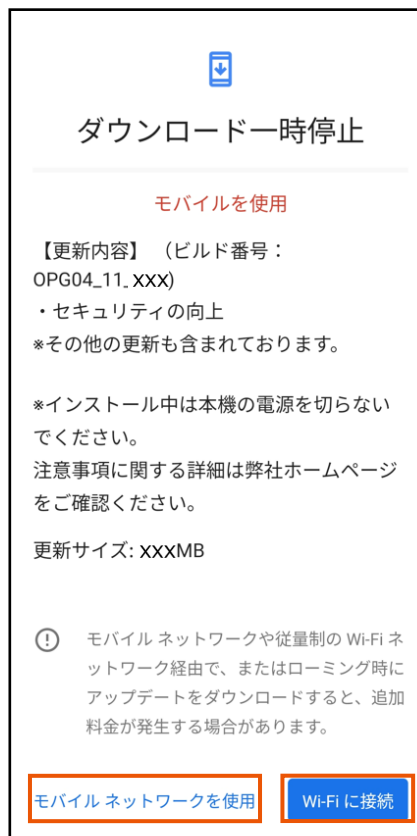 ダウンロード一時停止
モバイルを使用
【更新内容】 （ビルド番号：
OPG04_11_XXX)
・セキュリティの向上
※その他の更新も含まれております。
※インストール中は本機の電源を切らない
でください。
注意事項に関する詳細は弊社ホームページ
をご確認ください。
更新サイズ: XXXMB
モバイル ネットワークや従量制の Wi-Fi ネ
ットワーク経由で、またはローミング時に
アップデートをダウンロードすると、追加
料金が発生する場合があります。
モバイル ネットワークを使用
Wi-Fi に接続